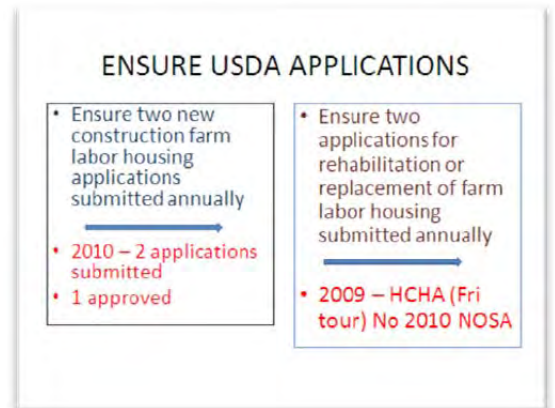 ENSURE USDA APPLICATIONS
• Ensure two new
construction farm
labor housing
applications
submitted annually
• 2010 – 2 applications
submitted
• 1 approved
• Ensure two
applications for
rehabilitation or
replacement of farm
labor housing
submitted annually
• 2009 – HCHA (Fri
tour) No 2010 NOSA